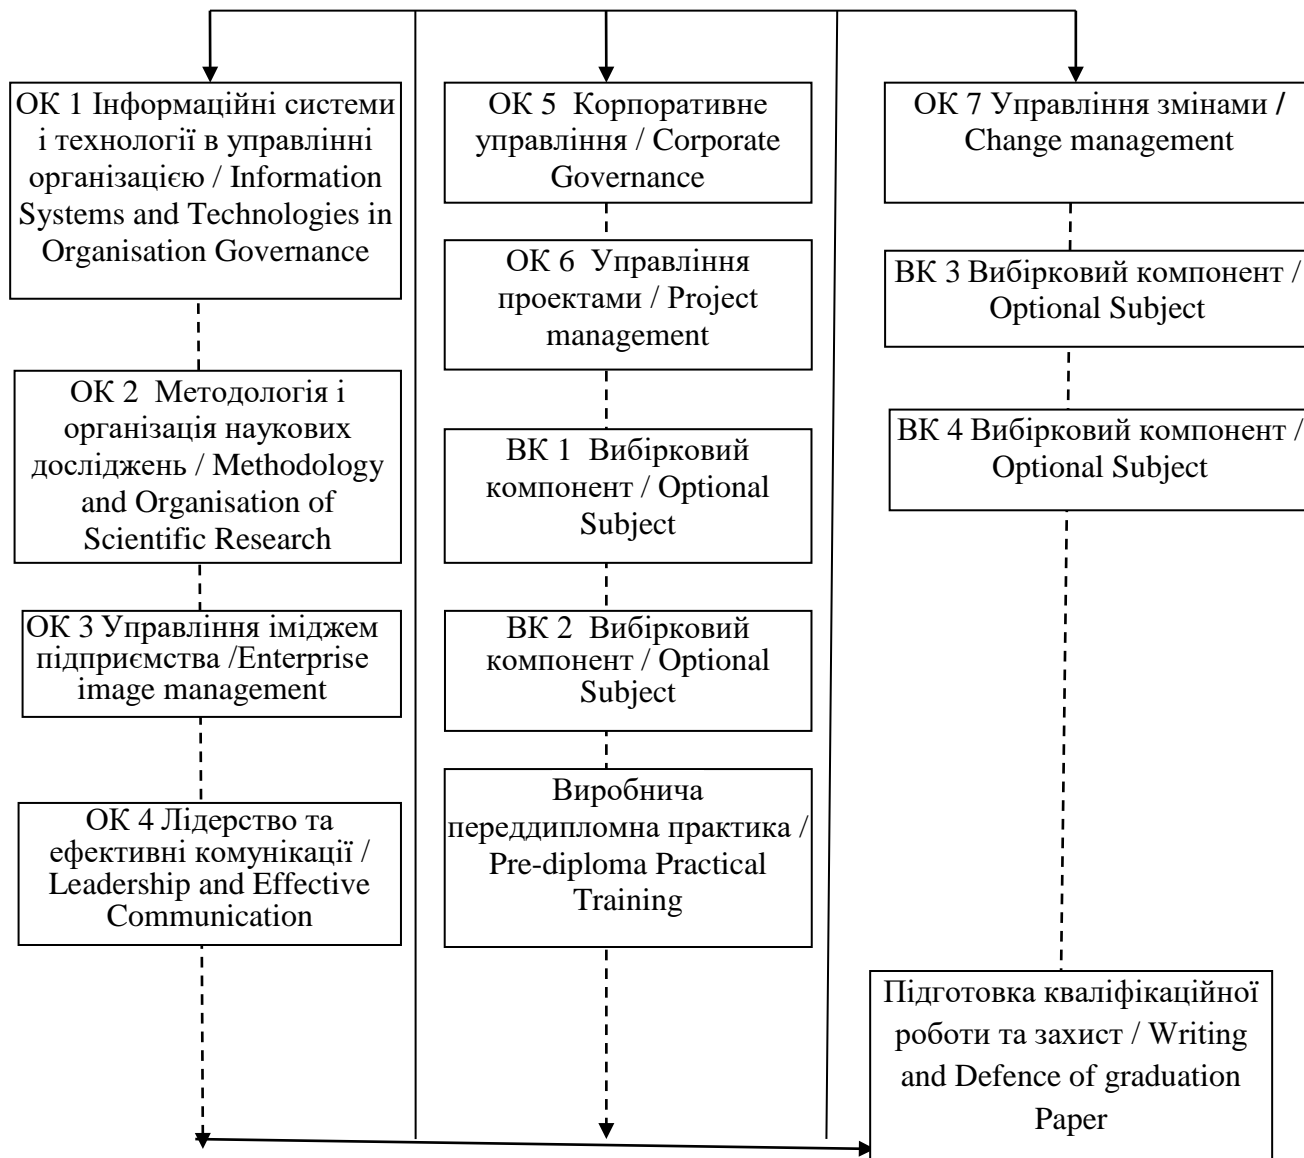 ОК 1 Інформаційні системи
і технології в управлінні
організацією / Information
Systems and Technologies in
Organisation Governance
ОК 2  Методологія і
організація наукових
досліджень / Methodology
and Organisation of
Scientific Research
ОК 3 Управління іміджем
підприємства /Enterprise
image management
ОК 4 Лідерство та
ефективні комунікації /
Leadership and Effective
Communication
ОК 5  Корпоративне
управління / Corporate
Governance
ОК 6  Управління
проектами / Project
management
ВК 1  Вибірковий
компонент / Optional
Subject
ВК 2  Вибірковий
компонент / Optional
Subject
Виробнича
переддипломна практика /
Pre-diploma Practical
Training
ОК 7 Управління змінами /
Change management
ВК 3 Вибірковий компонент /
Optional Subject
ВК 4 Вибірковий компонент /
Optional Subject
Підготовка кваліфікаційної
роботи та захист / Writing
and Defence of graduation
Paper